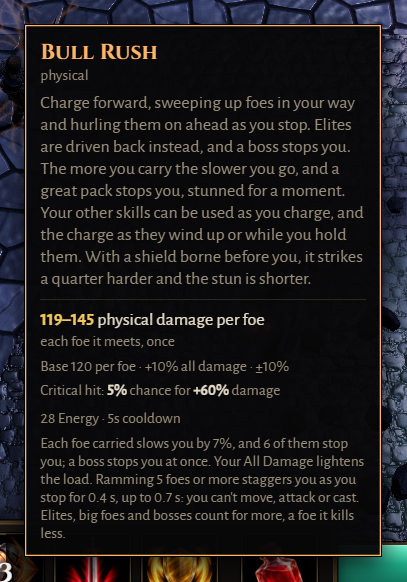 BULL RUSH
physical
Charge forward, sweeping up foes in your way
and hurling them on ahead as you stop. Elites
are driven back instead, and a boss stops you.
The more you carry the slower you go, and a
great pack stops you, stunned for a moment.
Your other skills can be used as you charge, and
the charge as they wind up or while you hold
them. With a shield borne before you, it strikes
a quarter harder and the stun is shorter.
119–145 physical damage per foe
each foe it meets, once
Base 120 per foe · +10% all damage · ±10%
Critical hit: 5% chance for +60% damage
28 Energy · 5s cooldown
Each foe carried slows you by 7%, and 6 of them stop
you; a boss stops you at once. Your All Damage lightens
the load. Ramming 5 foes or more staggers you as you
stop for 0.4 s, up to 0.7 s: you can't move, attack or cast.
Elites, big foes and bosses count for more, a foe it kills
less.
3